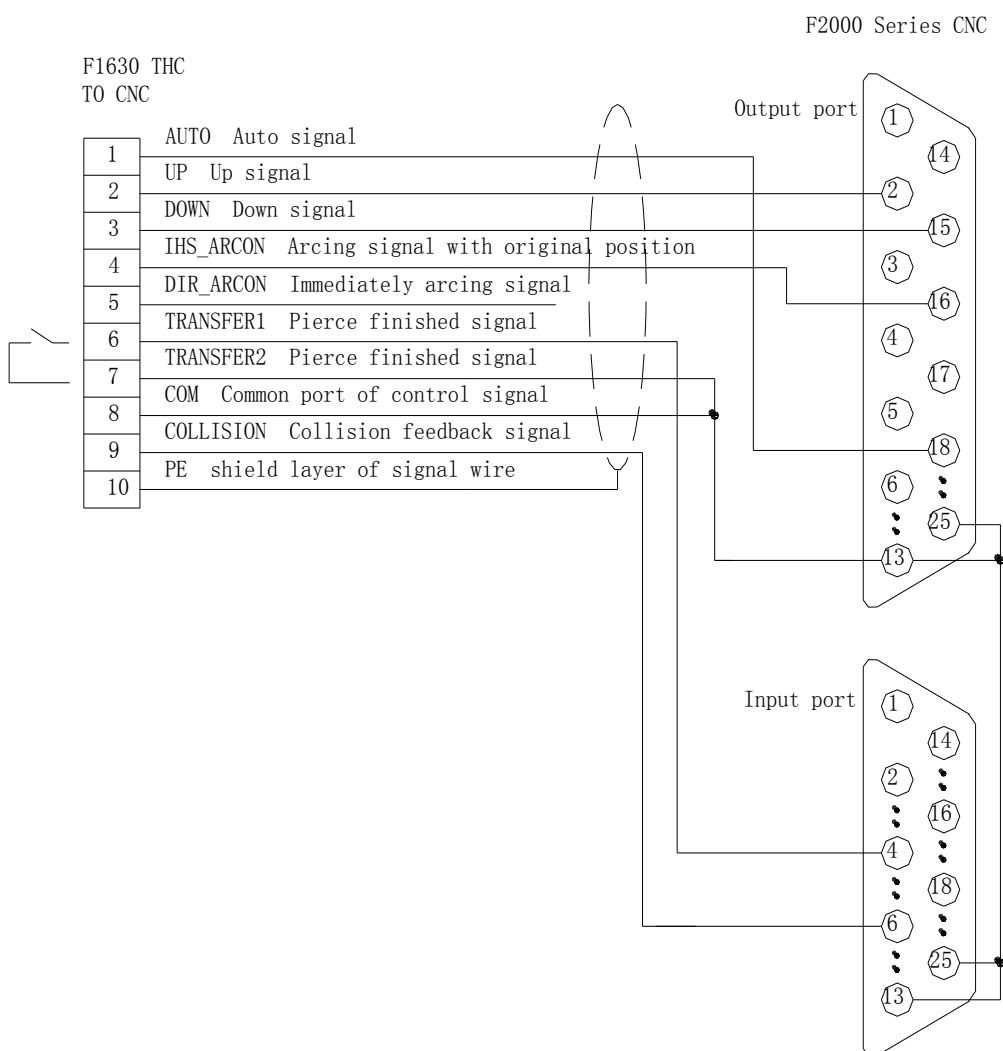 F2000 Series CNC
F1630 THC
TO CNC
Output port
1 AUTO Auto signal
2 UP Up signal
3 DOWN Down signal
4 IHS_ARCON Arcing signal with original position
5 DIR_ARCON Immediately arcing signal
6 TRANSFER1 Pierce finished signal
7 TRANSFER2 Pierce finished signal
8 COM Common port of control signal
9 COLLISION Collision feedback signal
10 PE shield layer of signal wire
1
14
2
15
3
16
4
17
5
18
6
25
13
Input port
1
14
2
16
4
18
6
25
13